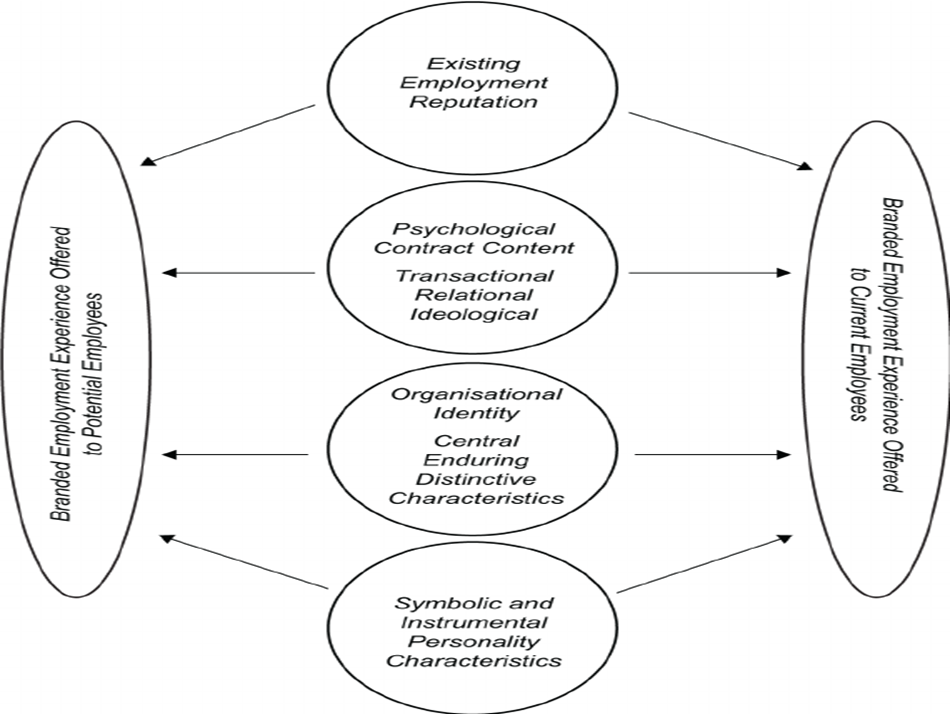 Existing
Employment
Reputation
Branded Employment Experience Offered
to Potential Employees
Psychological
Contract Content
Transactional
Relational
Ideological
Organisational
Identity
Central
Enduring
Distinctive
Characteristics
Symbolic and
Instrumental
Personality
Characteristics
Branded Employment Experience Offered
to Current Employees